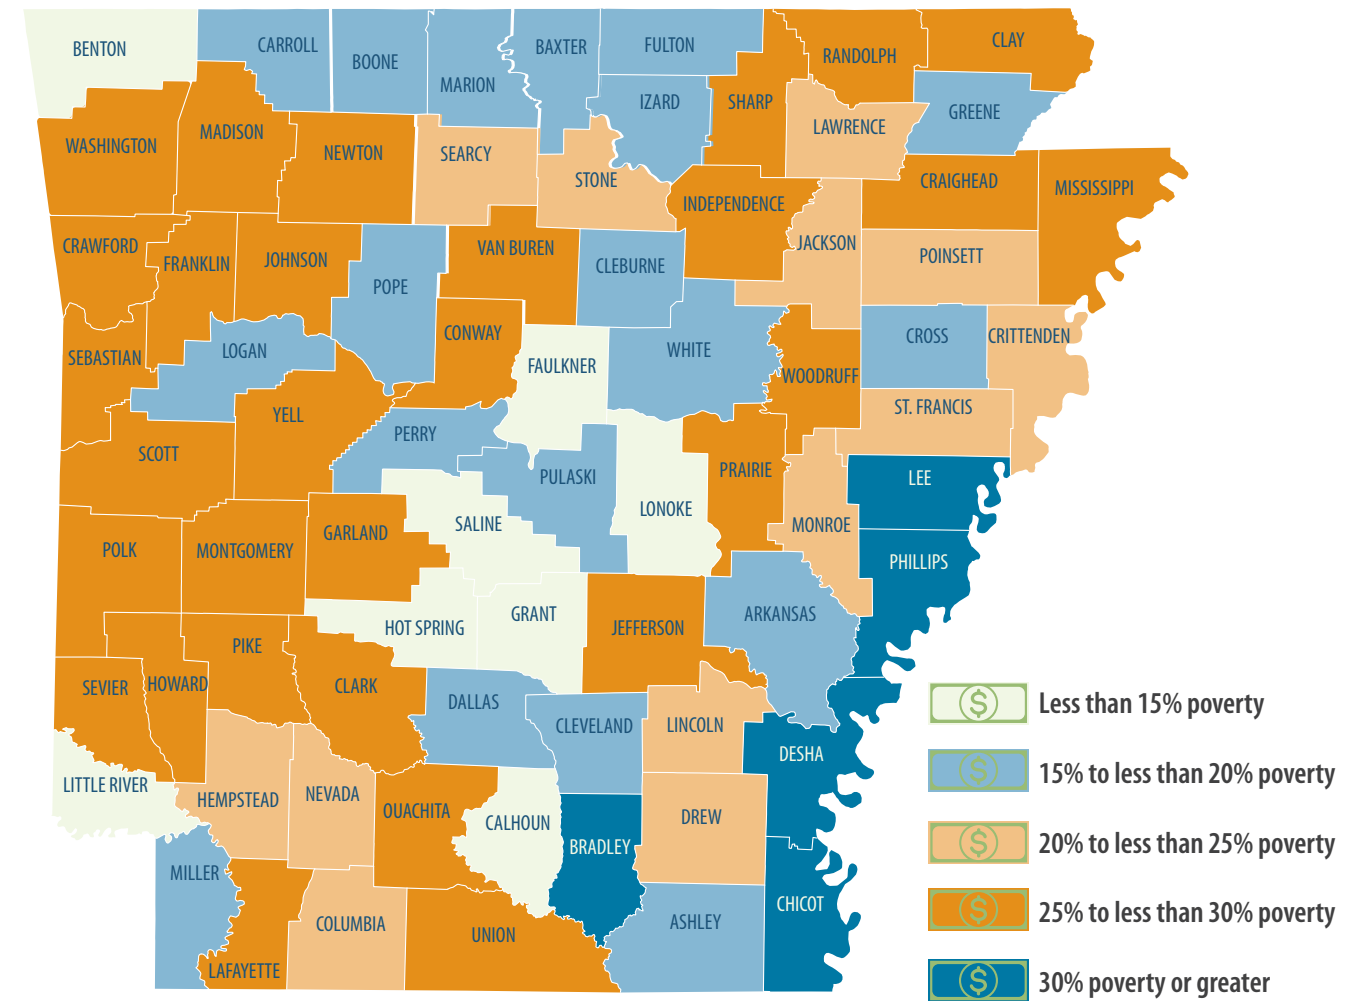 BENTON
CARROLL
BOONE
MARION
BAXTER
FULTON
RANDOLPH
CLAY
IZARD
SHARP
GREENE
LAWRENCE
WASHINGTON
MADISON
NEWTON
SEARCY
STONE
CRAIGHEAD
MISSISSIPPI
INDEPENDENCE
CRAWFORD
FRANKLIN
JOHNSON
POPE
VAN BUREN
CLEBURNE
JACKSON
POINSETT
SEBASTIAN
LOGAN
CONWAY
FAULKNER
WHITE
WOODRUFF
CROSS
CRITTENDEN
YELL
PERRY
ST. FRANCIS
SCOTT
PULASKI
PRAIRIE
LEE
SALINE
LONOKE
MONROE
POLK
MONTGOMERY
GARLAND
PHILLIPS
HOT SPRING
GRANT
JEFFERSON
ARKANSAS
PIKE
SEVIER
HOWARD
CLARK
DALLAS
CLEVELAND
LINCOLN
DESHA
LITTLE RIVER
HEMPSTEAD
NEVADA
OUACHITA
CALHOUN
BRADLEY
DREW
MILLER
CHICOT
COLUMBIA
UNION
ASHLEY
LAFAYETTE
$ Less than 15% poverty
$ 15% to less than 20% poverty
$ 20% to less than 25% poverty
$ 25% to less than 30% poverty
$ 30% poverty or greater